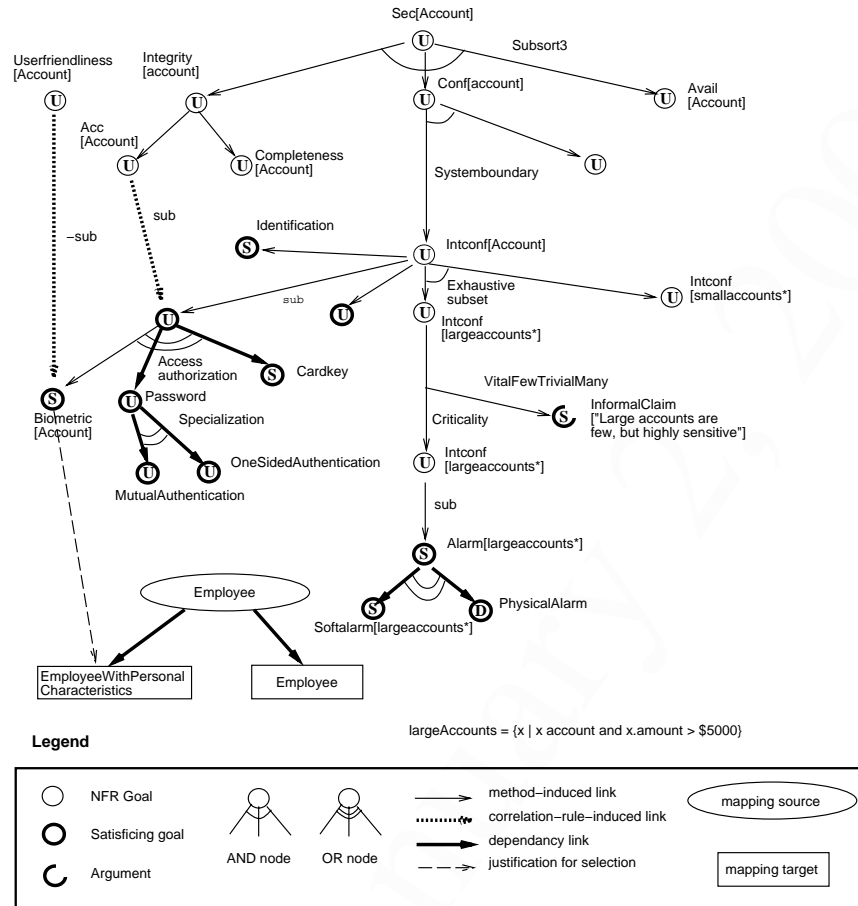 Sec[Account]
Subsort3
Userfriendliness
[Account]
Integrity
[account]
U
Conf[account]
Avail
[Account]
U
U
U
U
Acc
[Account]
Completeness
[Account]
U
U
U
Systemboundary
sub
−sub
Identification
S
U
Intconf[Account]
Exhaustive
subset
Intconf
[smallaccounts*]
U
sub
U
U
U
Intconf
[largeaccounts*]
Access
authorization
S
Cardkey
VitalFewTrivialMany
S
Biometric
[Account]
U
Password
Specialization
Criticality
S
InformalClaim
["Large accounts are
few, but highly sensitive"]
U
Intconf
[largeaccounts*]
U
U
OneSidedAuthentication
MutualAuthentication
sub
S
Alarm[largeaccounts*]
Employee
S
D
PhysicalAlarm
Softalarm[largeaccounts*]
EmployeeWithPersonal
Characteristics
Employee
largeAccounts = {x | x account and x.amount > $5000}
Legend
NFR Goal
Satisficing goal
Argument
AND node
OR node
method−induced link
correlation−rule−induced link
dependancy link
justification for selection
mapping source
mapping target